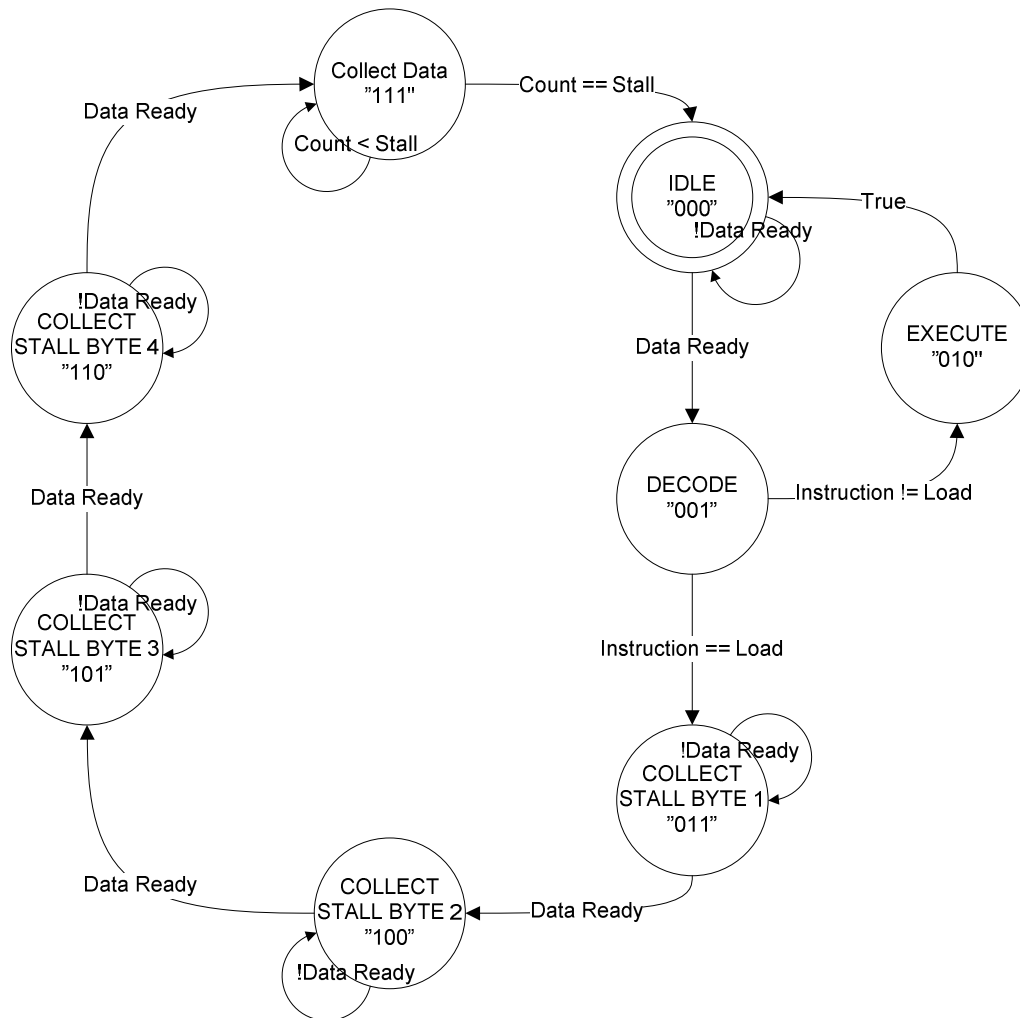 Collect Data
"111"
Count == Stall
Data Ready
Count < Stall
IDLE
"000"
!Data Ready
True
!Data Ready
COLLECT
STALL BYTE 4
"110"
Data Ready
EXECUTE
"010"
Data Ready
DECODE
"001"
Instruction != Load
!Data Ready
COLLECT
STALL BYTE 3
"101"
Instruction == Load
!Data Ready
COLLECT
STALL BYTE 1
"011"
Data Ready
COLLECT
STALL BYTE 2
"100"
Data Ready
!Data Ready